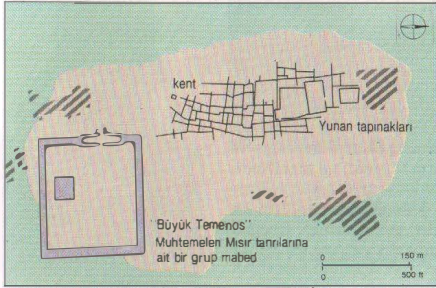 kent
Yunan tapınakları
"Büyük Temenos"
Muhtemelen Mısır tanrılarına
ait bir grup mabed
0 150 m
0 500 ft